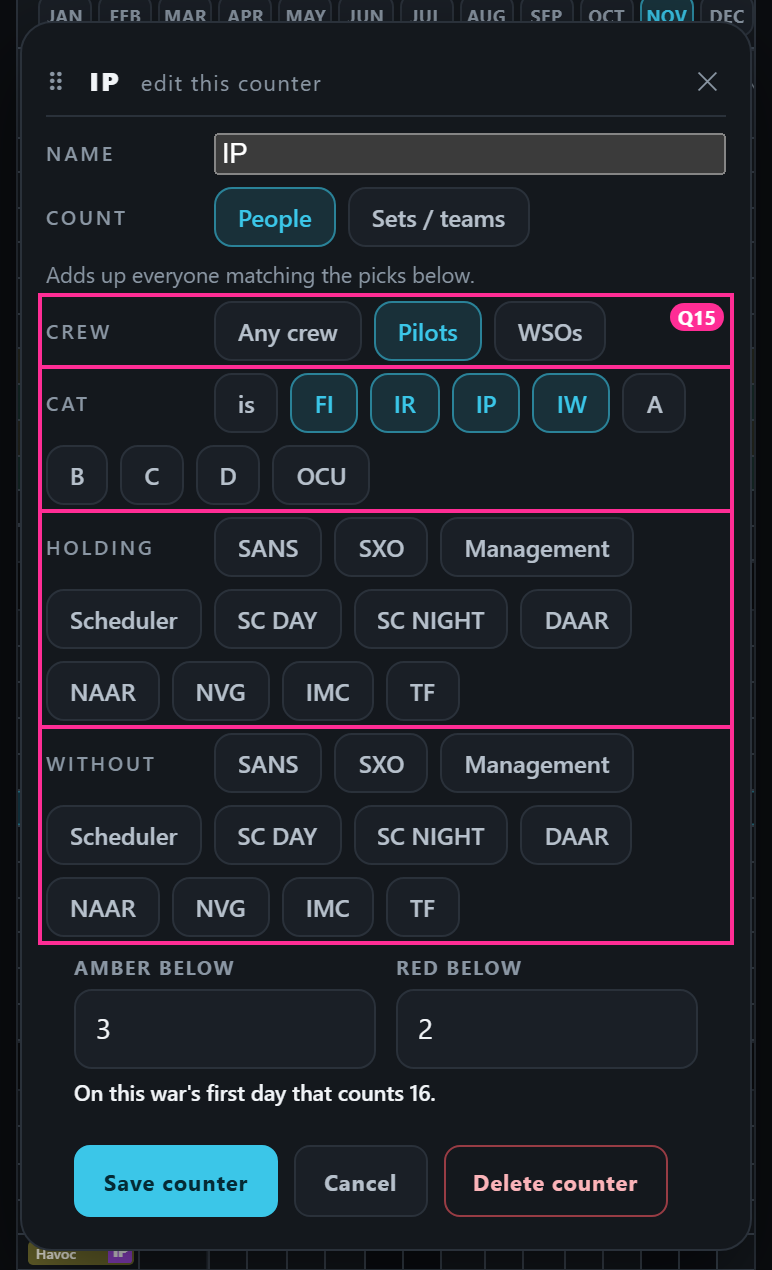 JAN FEB MAR APR MAY JUN JUL AUG SEP OCT NOV DEC
IP edit this counter
NAME IP
COUNT People Sets / teams
Adds up everyone matching the picks below.
CREW Any crew Pilots WSOs Q15
CAT is FI IR IP IW A
B C D OCU
HOLDING SANS SXO Management
Scheduler SC DAY SC NIGHT DAAR
NAAR NVG IMC TF
WITHOUT SANS SXO Management
Scheduler SC DAY SC NIGHT DAAR
NAAR NVG IMC TF
AMBER BELOW RED BELOW
3 2
On this war's first day that counts 16.
Save counter Cancel Delete counter
Havoc IP